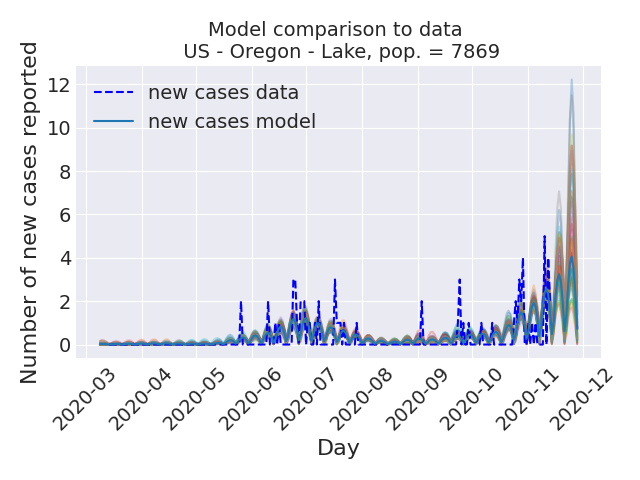 Model comparison to data
US - Oregon - Lake, pop. = 7869
Number of new cases reported
12
10
8
6
4
2
0
new cases data
new cases model
2020-03
2020-04
2020-05
2020-06
2020-07
2020-08
2020-09
2020-10
2020-11
2020-12
Day